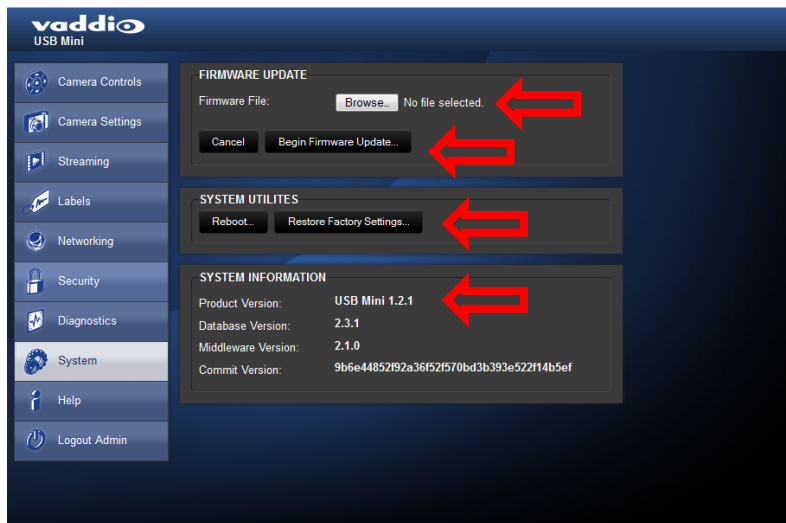 vaddio
USB Mini
Camera Controls
Camera Settings
Streaming
Labels
Networking
Security
Diagnostics
System
Help
Logout Admin
FIRMWARE UPDATE
Firmware File: Browse... No file selected.
Cancel Begin Firmware Update...
SYSTEM UTILITES
Reboot... Restore Factory Settings...
SYSTEM INFORMATION
Product Version: USB Mini 1.2.1
Database Version: 2.3.1
Middleware Version: 2.1.0
Commit Version: 9b6e44852f92a36f52f570bd3b393e522f14b5ef